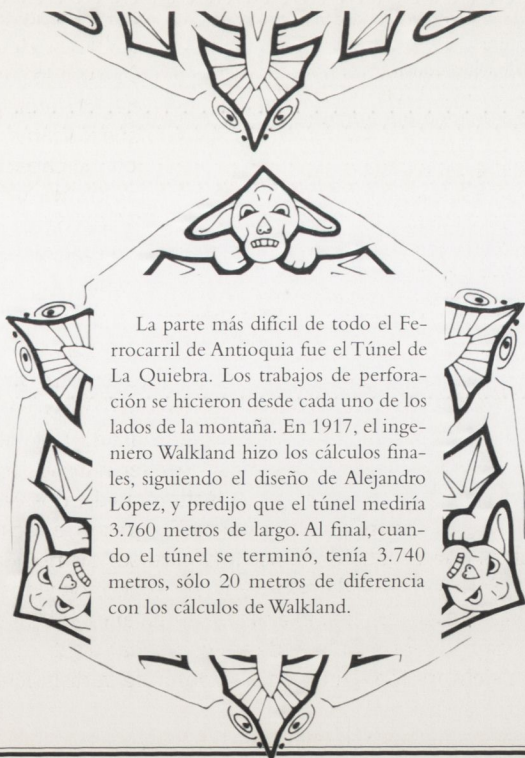 La parte más difícil de todo el Fe-
rrocarril de Antioquia fue el Túnel de
La Quiebra. Los trabajos de perfora-
ción se hicieron desde cada uno de los
lados de la montaña. En 1917, el inge-
niero Walkland hizo los cálculos fina-
les, siguiendo el diseño de Alejandro
López, y predijo que el túnel mediría
3.760 metros de largo. Al final, cuan-
do el túnel se terminó, tenía 3.740
metros, sólo 20 metros de diferencia
con los cálculos de Walkland.